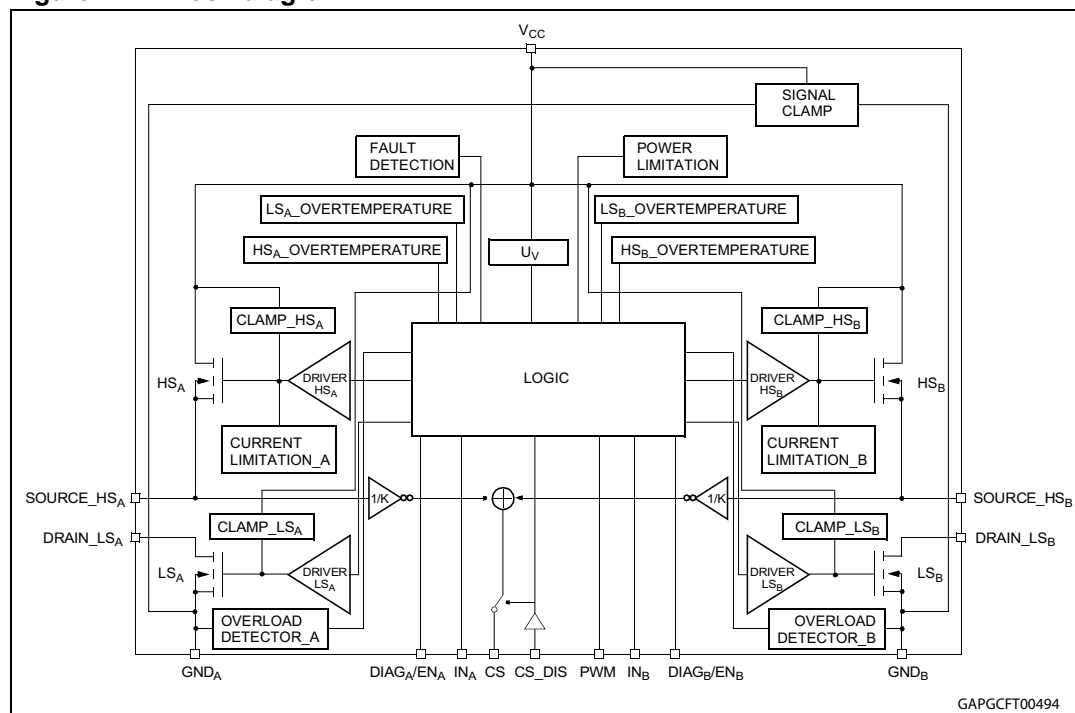 V_CC
SIGNAL
CLAMP
FAULT
DETECTION
POWER
LIMITATION
LS_A_OVERTEMPERATURE
LS_B_OVERTEMPERATURE
HS_A_OVERTEMPERATURE
U_V
HS_B_OVERTEMPERATURE
CLAMP_HS_A
CLAMP_HS_B
HS_A
DRIVER
HS_A
LOGIC
DRIVER
HS_B
HS_B
CURRENT
LIMITATION_A
CURRENT
LIMITATION_B
SOURCE_HS_A
1/K
1/K
SOURCE_HS_B
CLAMP_LS_A
CLAMP_LS_B
DRAIN_LS_A
DRAIN_LS_B
LS_A
DRIVER
LS_A
DRIVER
LS_B
LS_B
OVERLOAD
DETECTOR_A
OVERLOAD
DETECTOR_B
GND_A
DIAG_A/EN_A
IN_A
CS
CS_DIS
PWM
IN_B
DIAG_B/EN_B
GND_B
GAPGCFT00494